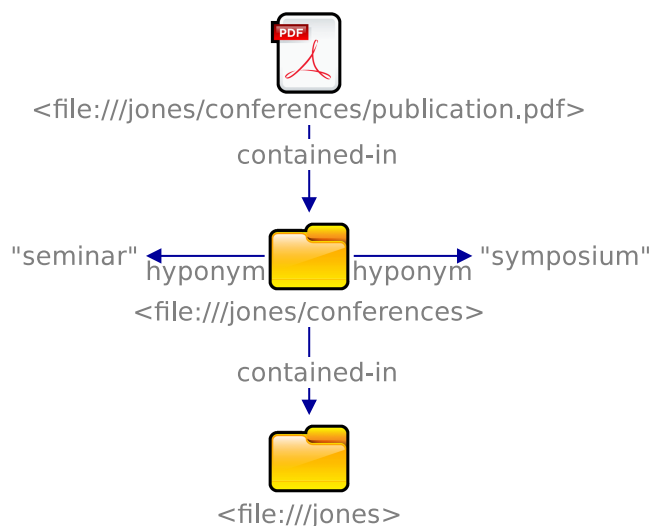 PDF
<file:///jones/conferences/publication.pdf>
contained-in
"seminar" hyponym hyponym "symposium"
<file:///jones/conferences>
contained-in
<file:///jones>